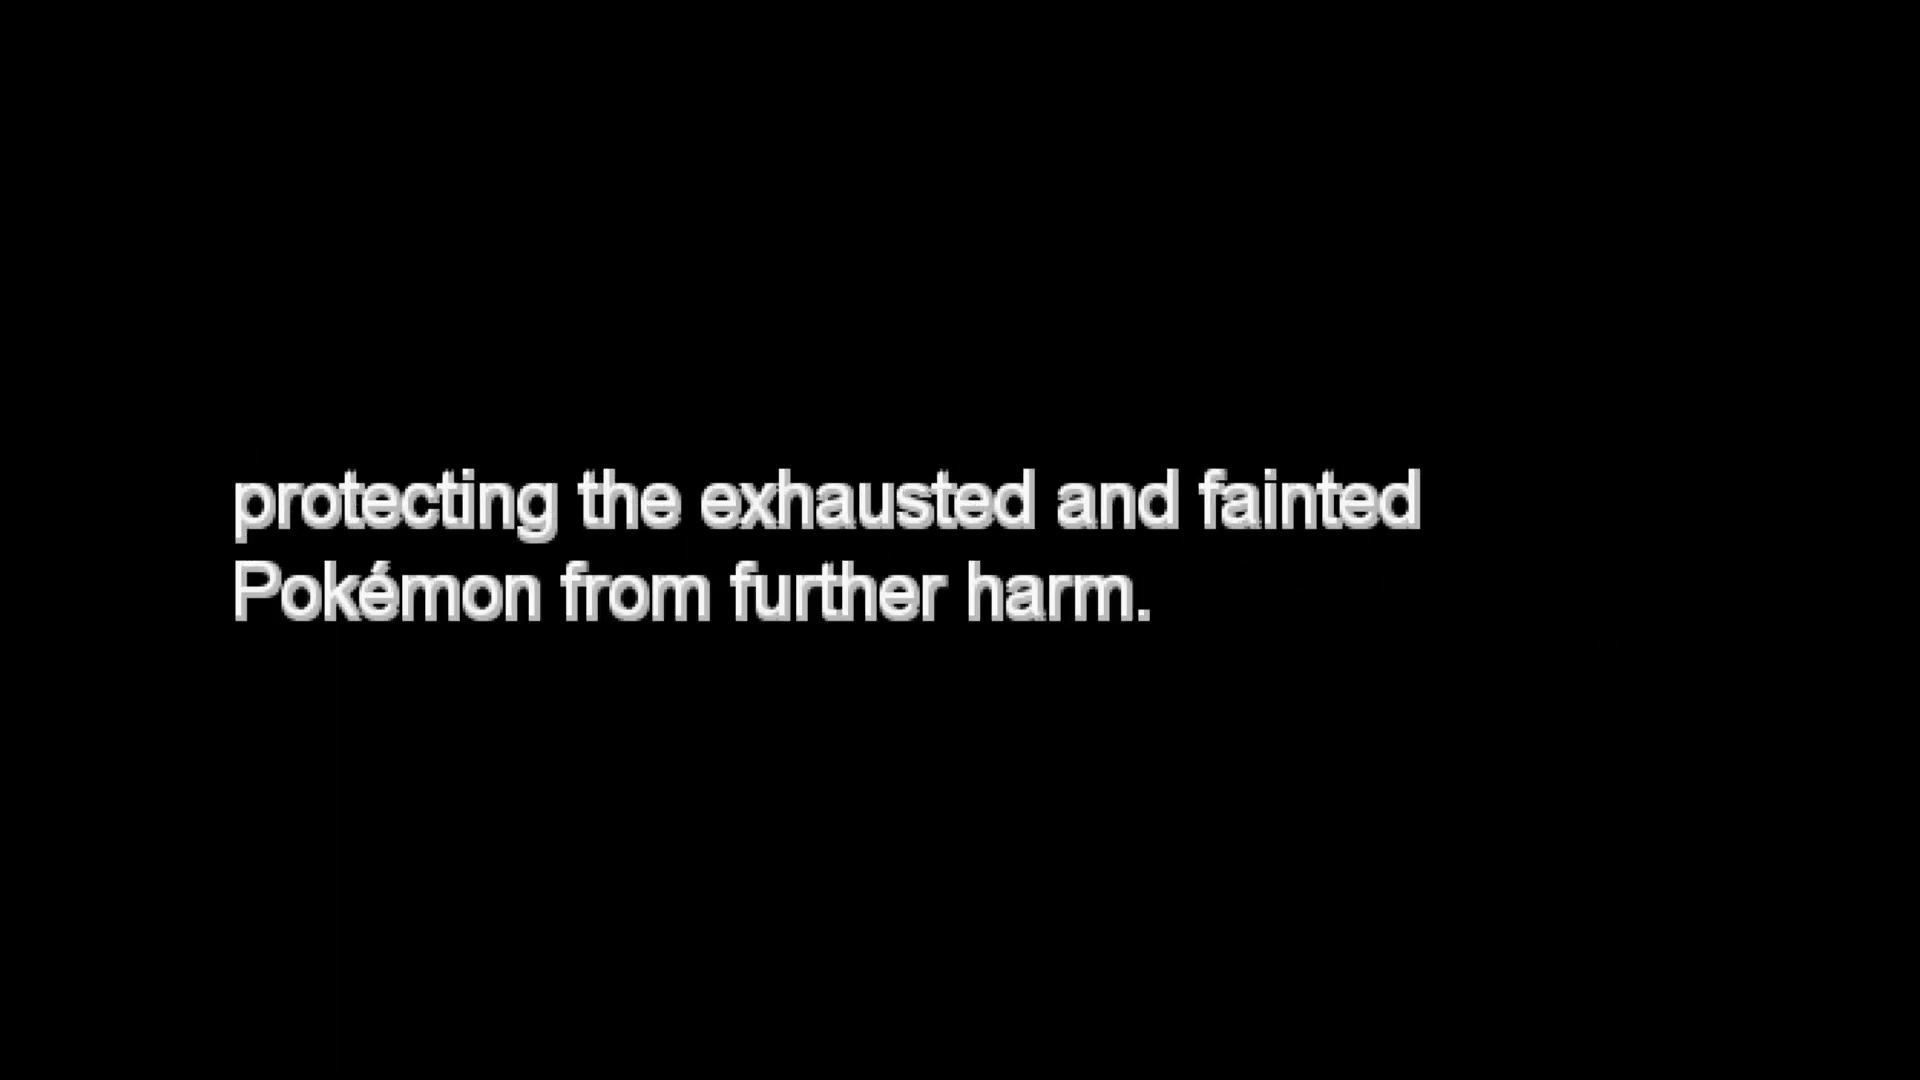 protecting the exhausted and fainted
Pokémon from further harm.